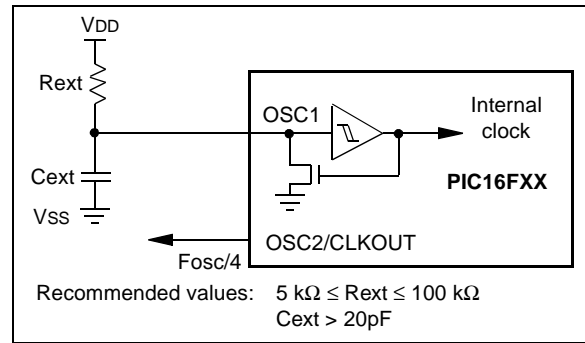 VDD
Rext
OSC1
Internal
clock
Cext
PIC16FXX
VSS
OSC2/CLKOUT
Fosc/4
Recommended values: 5 kΩ ≤ Rext ≤ 100 kΩ
Cext > 20pF